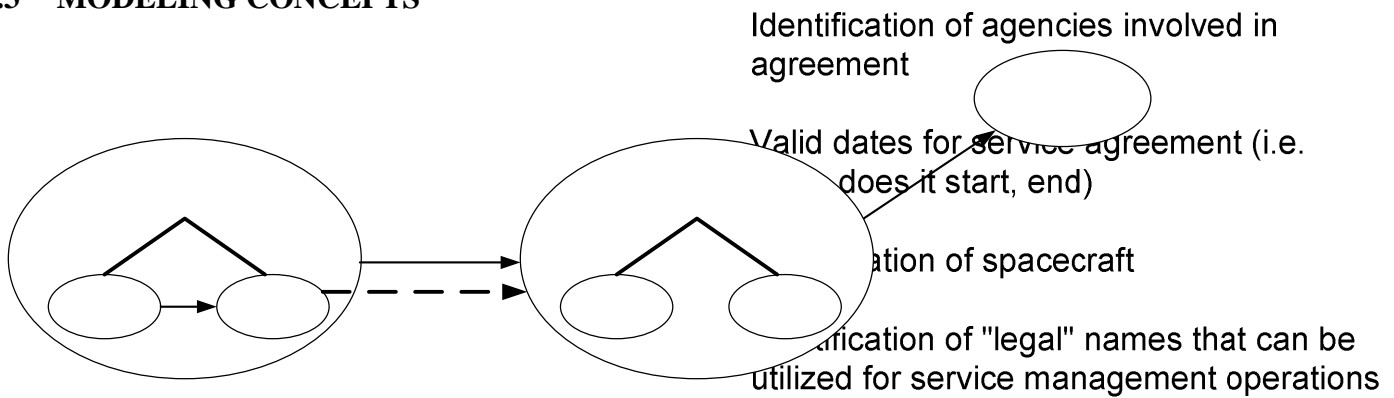 MODELING CONCEPTS
Identification of agencies involved in
agreement
Valid dates for service agreement (i.e.
does it start, end)
of spacecraft
of "legal" names that can be
utilized for service management operations